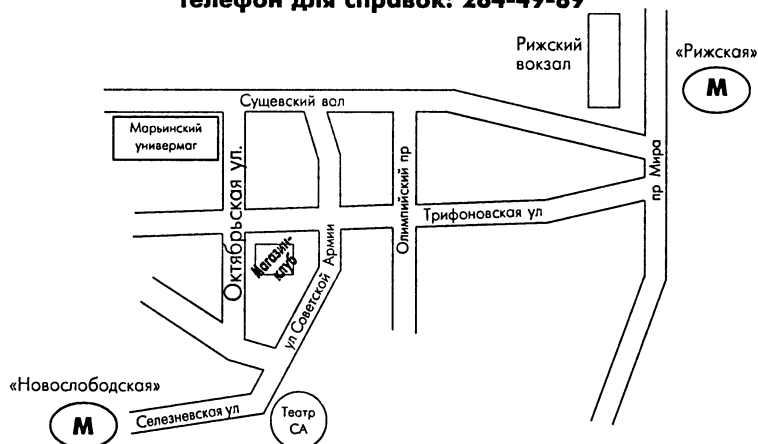 Телефон для справок: 284-49-89
Рижский
вокзал
«Рижская»
М
Сущевский вал
Марьинский
универмаг
Октябрьская ул.
Олимпийский пр
пр Мира
Трифоновская ул
Магазин-
клуб
ул Советской Армии
«Новослободская»
М
Селезневская ул
Театр
СА